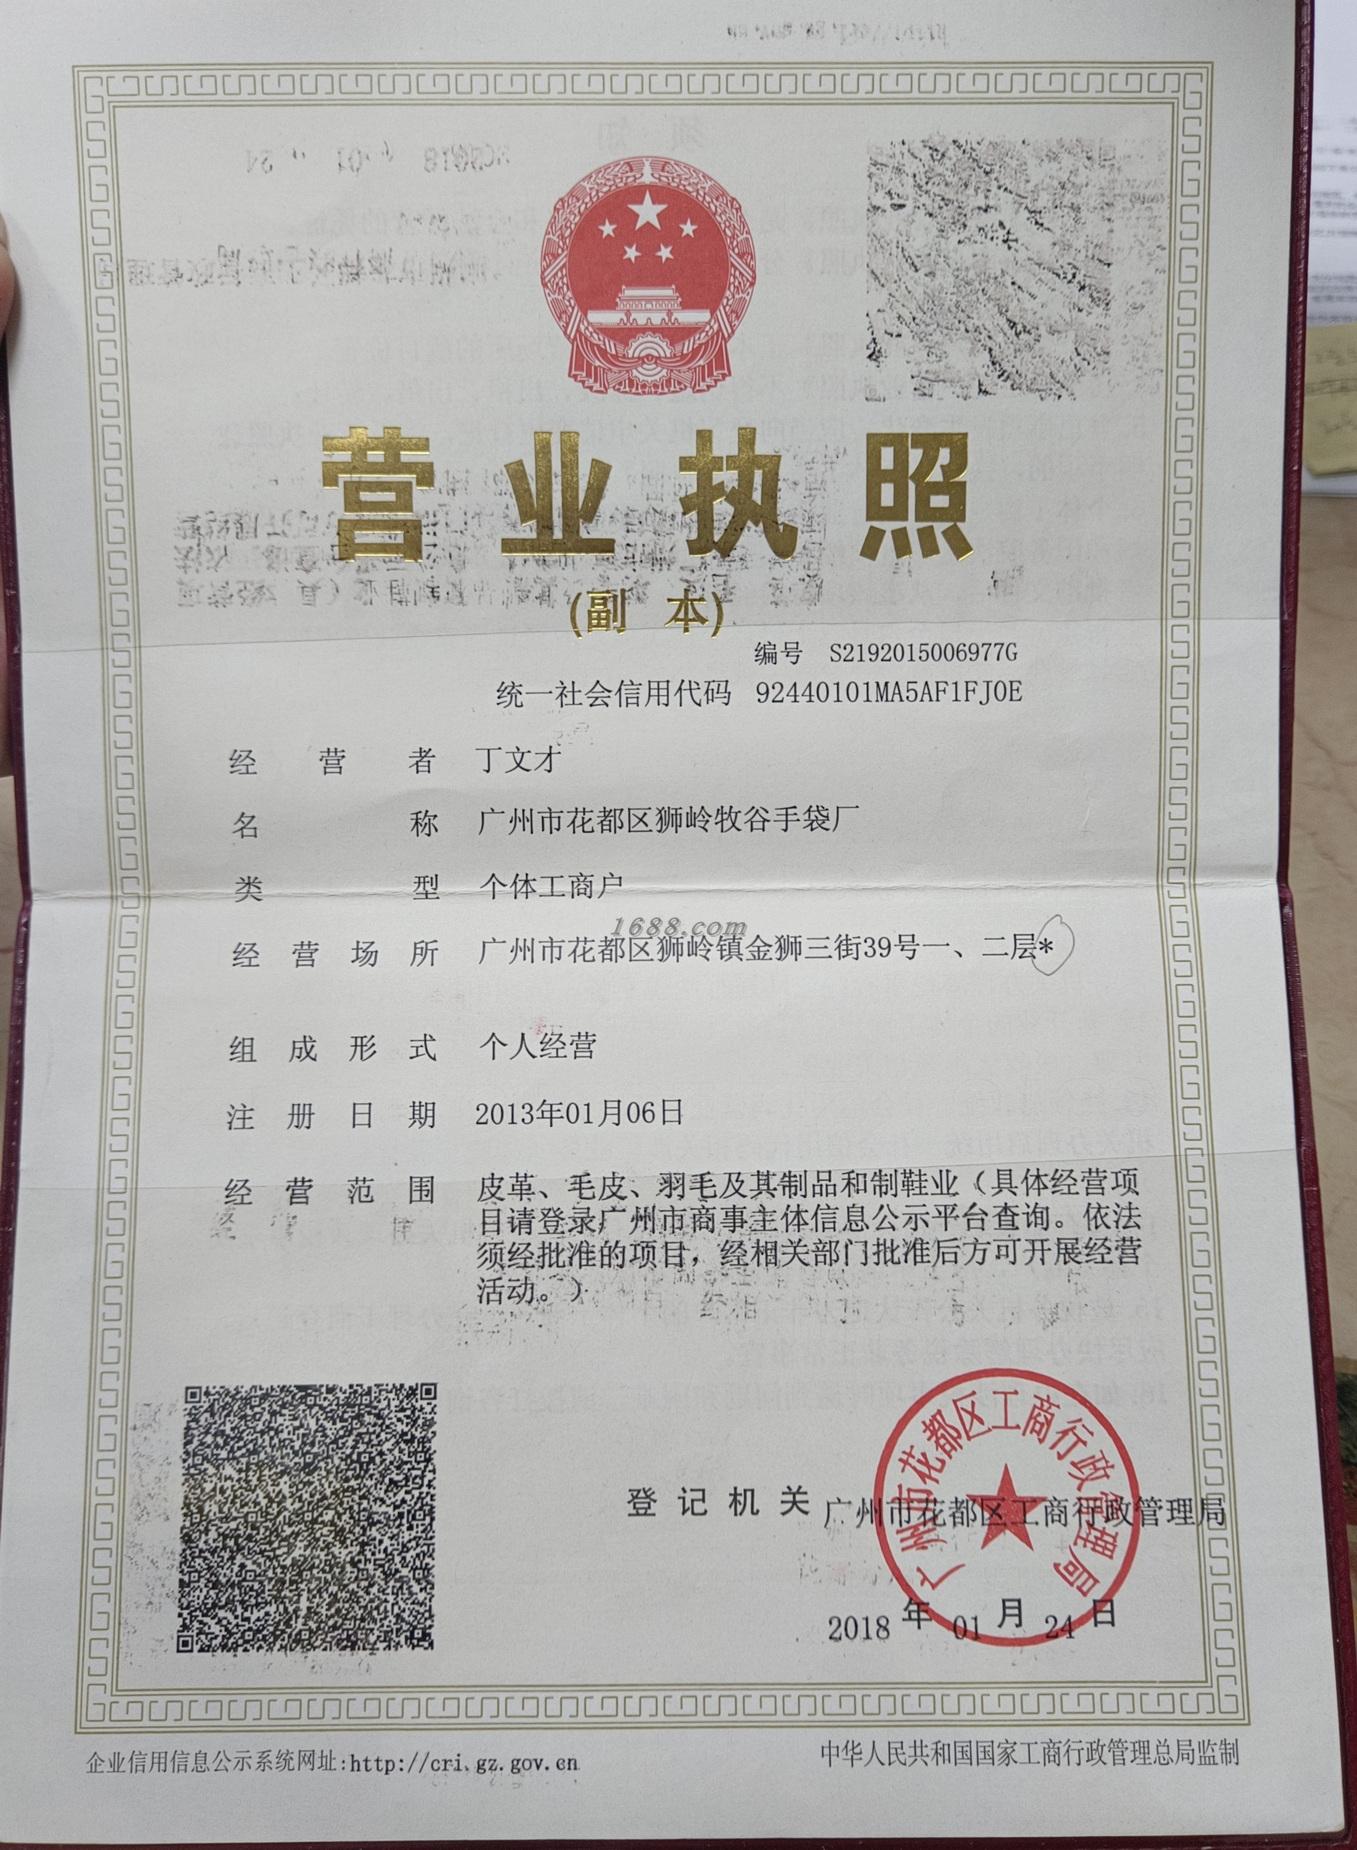 营业执照
(副 本)
编号 S2192015006977G
统一社会信用代码 92440101MA5AF1FJ0E
经营者 丁文才
名称 广州市花都区狮岭牧谷手袋厂
类型 个体工商户
1688.com
经营场所 广州市花都区狮岭镇金狮三街39号一、二层*
组成形式 个人经营
注册日期 2013年01月06日
经营范围 皮革、毛皮、羽毛及其制品和制鞋业（具体经营项
目请登录广州市商事主体信息公示平台查询。依法
须经批准的项目，经相关部门批准后方可开展经营
活动。）
登记机关 广州市花都区工商行政管理局
广州市花都区工商行政管理局
2018 年 01 月 24 日
企业信用信息公示系统网址:http://cri.gz.gov.cn
中华人民共和国国家工商行政管理总局监制